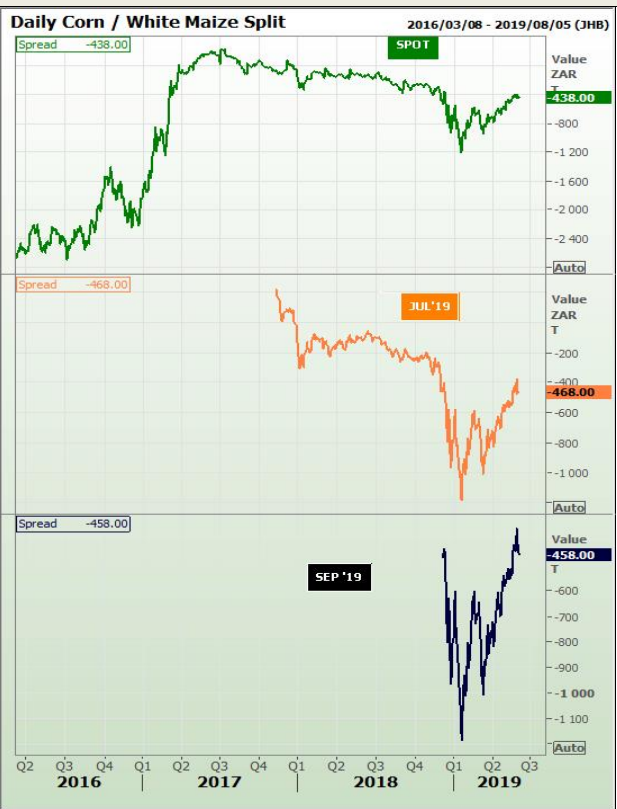 Daily Corn / White Maize Split 2016/03/08 - 2019/08/05 (JHB)
Spread -438.00
SPOT
Value
ZAR
T
-438.00
-800
-1 200
-1600
-2 000
-2 400
Auto
Spread -468.00
JUL'19
Value
ZAR
T
-200
-400
-468.00
-600
-800
-1 000
Auto
Spread -458.00
SEP '19
Value
-458.00
T
-600
-700
-800
-900
-1 000
-1 100
Auto
Q2 Q3 Q4 Q1 Q2 Q3 Q4 Q1 Q2 Q3 Q4 Q1 Q2 Q3
2016 2017 2018 2019